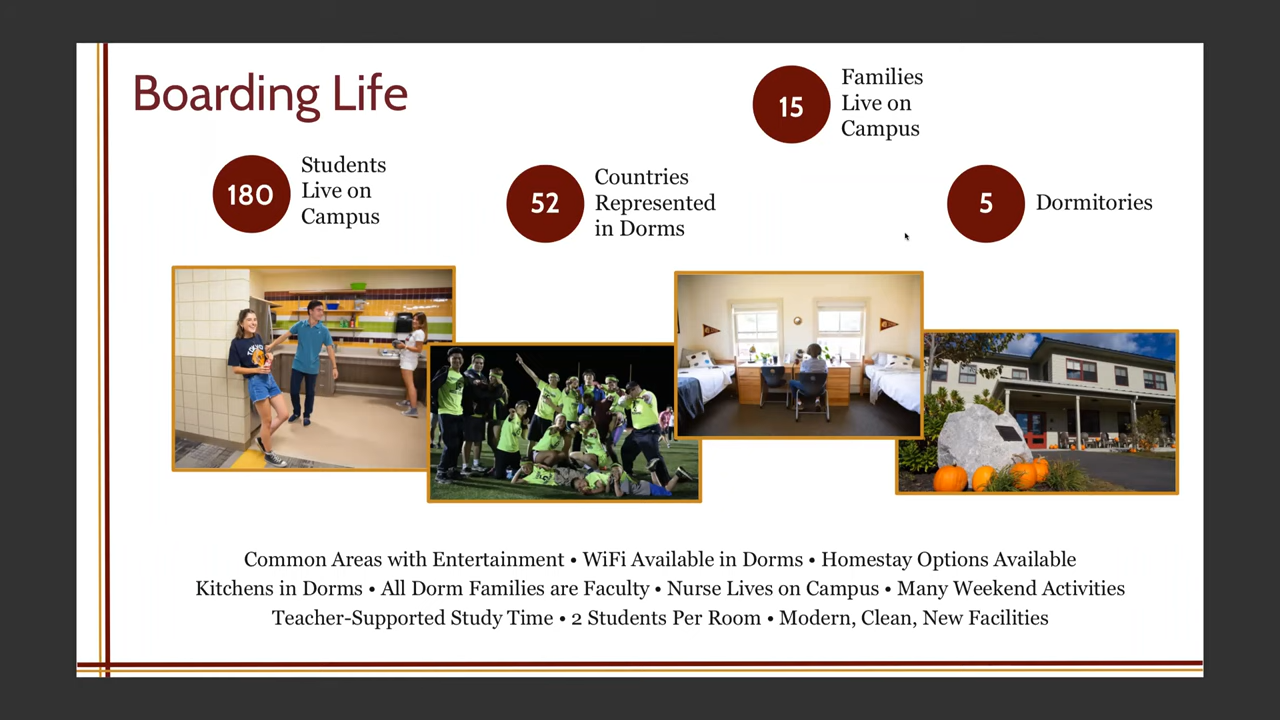 Boarding Life
15
Families
Live on
Campus
180
Students
Live on
Campus
52
Countries
Represented
in Dorms
5
Dormitories
Common Areas with Entertainment • WiFi Available in Dorms • Homestay Options Available
Kitchens in Dorms • All Dorm Families are Faculty • Nurse Lives on Campus • Many Weekend Activities
Teacher-Supported Study Time • 2 Students Per Room • Modern, Clean, New Facilities